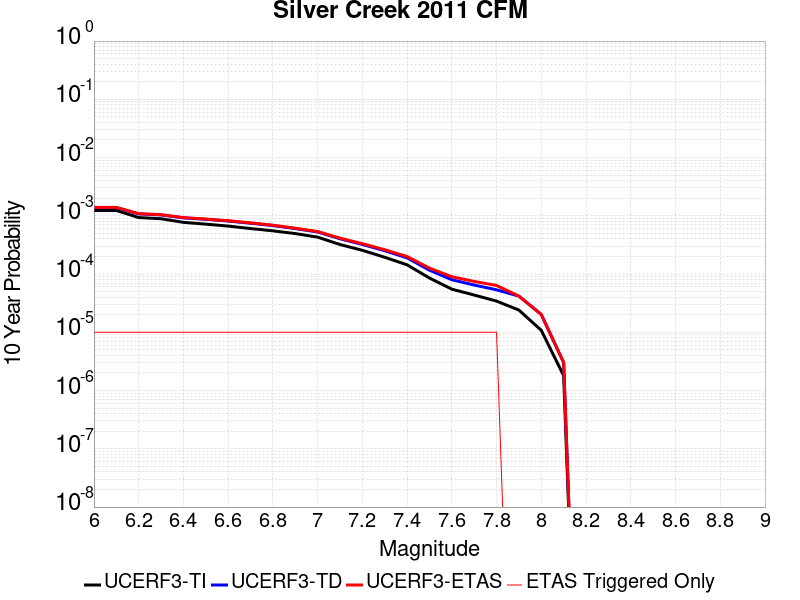 Silver Creek 2011 CFM
10 0
10 -1
10 -2
10 -3
10 -4
10 -5
10 -6
10 -7
10 -8
10 Year Probability
6 6.2 6.4 6.6 6.8 7 7.2 7.4 7.6 7.8 8 8.2 8.4 8.6 8.8 9
Magnitude
UCERF3-TI UCERF3-TD UCERF3-ETAS ETAS Triggered Only